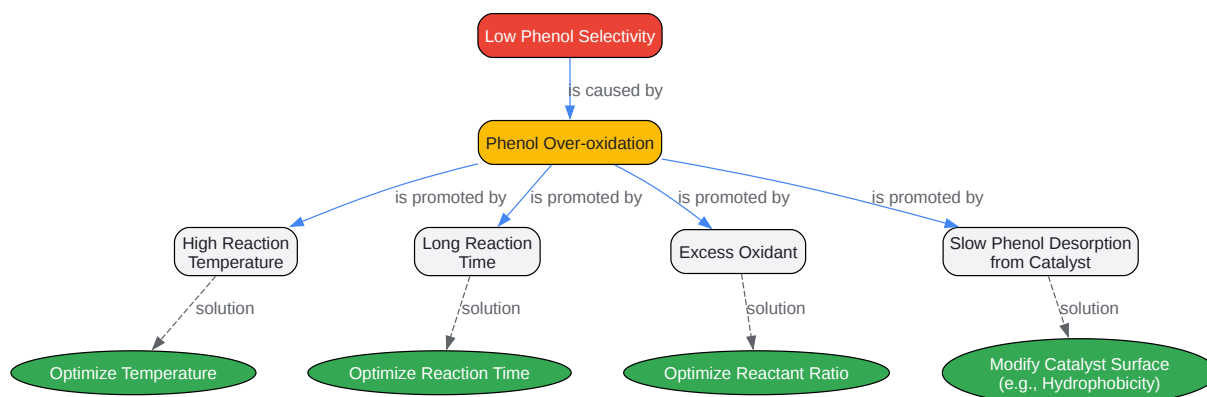 Low Phenol Selectivity
is caused by
Phenol Over-oxidation
is promoted by
is promoted by
is promoted by
is promoted by
High Reaction
Temperature
Long Reaction
Time
Excess Oxidant
Slow Phenol Desorption
from Catalyst
solution
solution
solution
solution
Optimize Temperature
Optimize Reaction Time
Optimize Reactant Ratio
Modify Catalyst Surface
(e.g., Hydrophobicity)